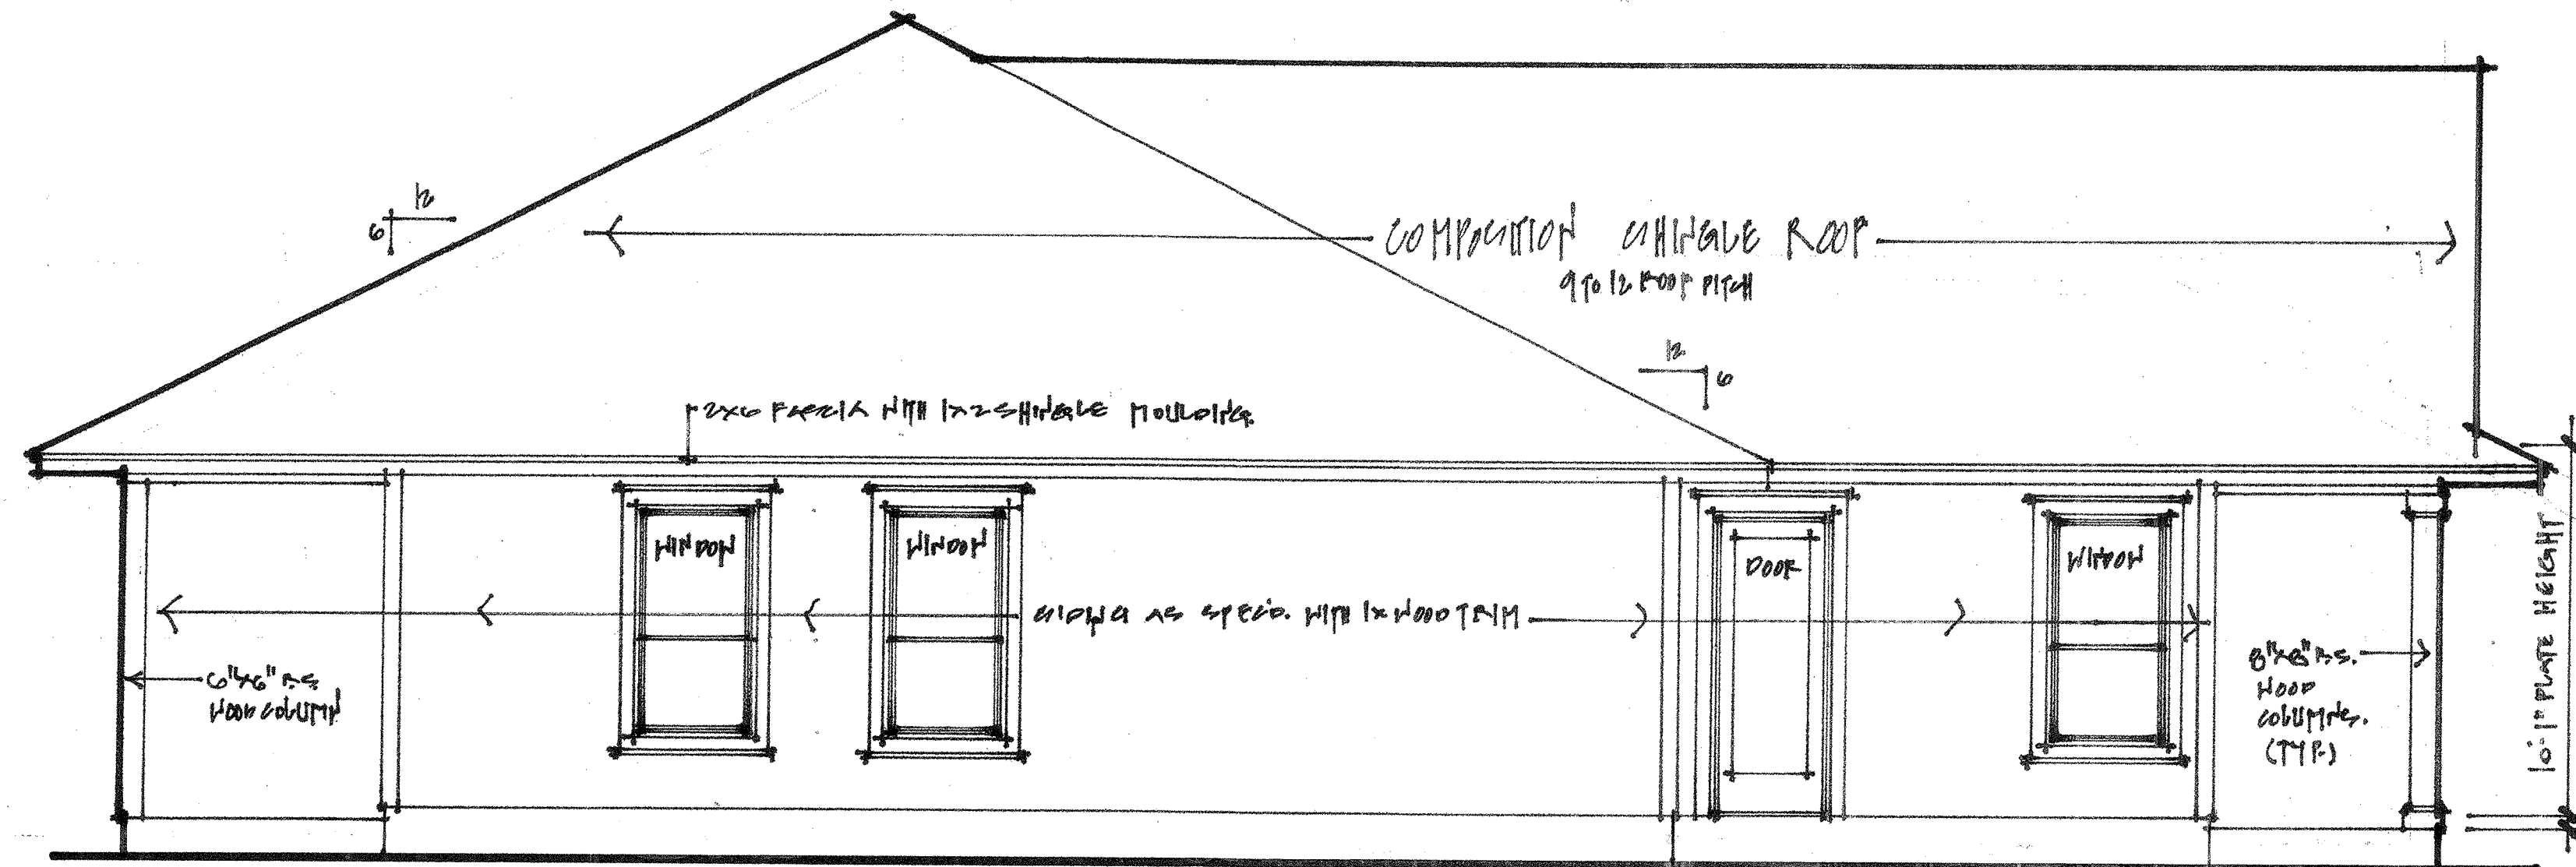 12
6
COMPOSITION SHINGLE ROOF
9 TO 12 ROOF PITCH
12
6
2x6 FASCIA WITH 1x2 SHINGLE MOULDING.
WINDOW
WINDOW
DOOR
WINDOW
SIDING AS SPEC'D. WITH 1x WOOD TRIM
6"x6" R.S.
WOOD COLUMN
8"x8" R.S.
WOOD
COLUMNS.
(TYP.)
10'-1" PLATE HEIGHT